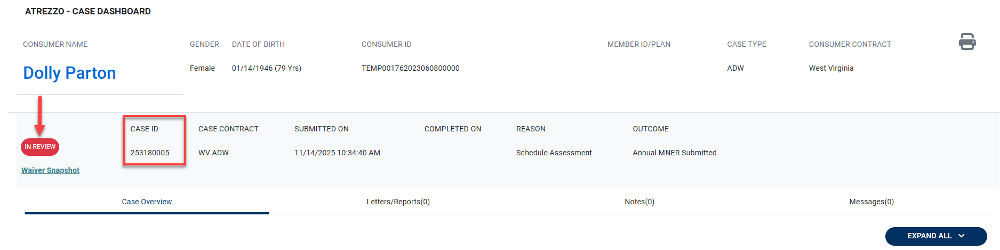 ATREZZO - CASE DASHBOARD
CONSUMER NAME GENDER DATE OF BIRTH CONSUMER ID MEMBER ID/PLAN CASE TYPE CONSUMER CONTRACT
Dolly Parton Female 01/14/1946 (79 Yrs) TEMP001762023060800000 ADW West Virginia
CASE ID CASE CONTRACT SUBMITTED ON COMPLETED ON REASON OUTCOME
IN-REVIEW 253180005 WV ADW 11/14/2025 10:34:40 AM Schedule Assessment Annual MNER Submitted
Waiver Snapshot
Case Overview Letters/Reports(0) Notes(0) Messages(0)
EXPAND ALL